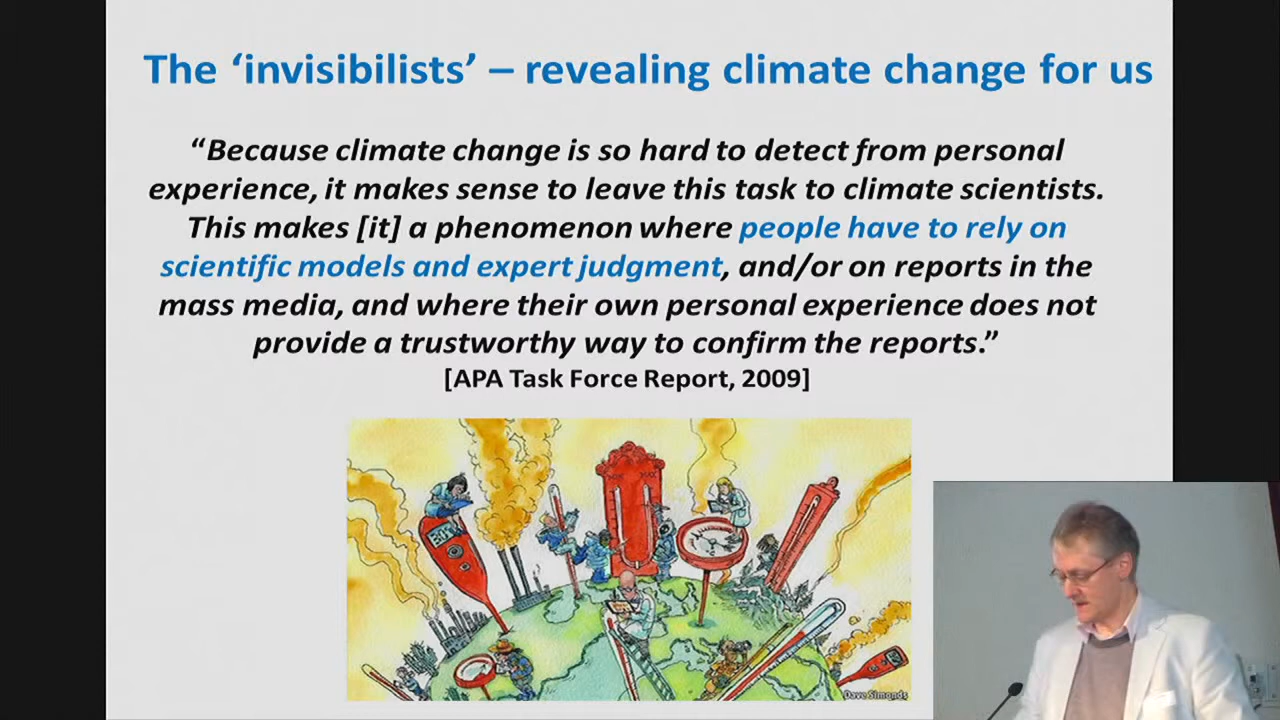 The ‘invisibilists’ – revealing climate change for us
“Because climate change is so hard to detect from personal
experience, it makes sense to leave this task to climate scientists.
This makes [it] a phenomenon where people have to rely on
scientific models and expert judgment, and/or on reports in the
mass media, and where their own personal experience does not
provide a trustworthy way to confirm the reports.”
[APA Task Force Report, 2009]
Dave Simonds